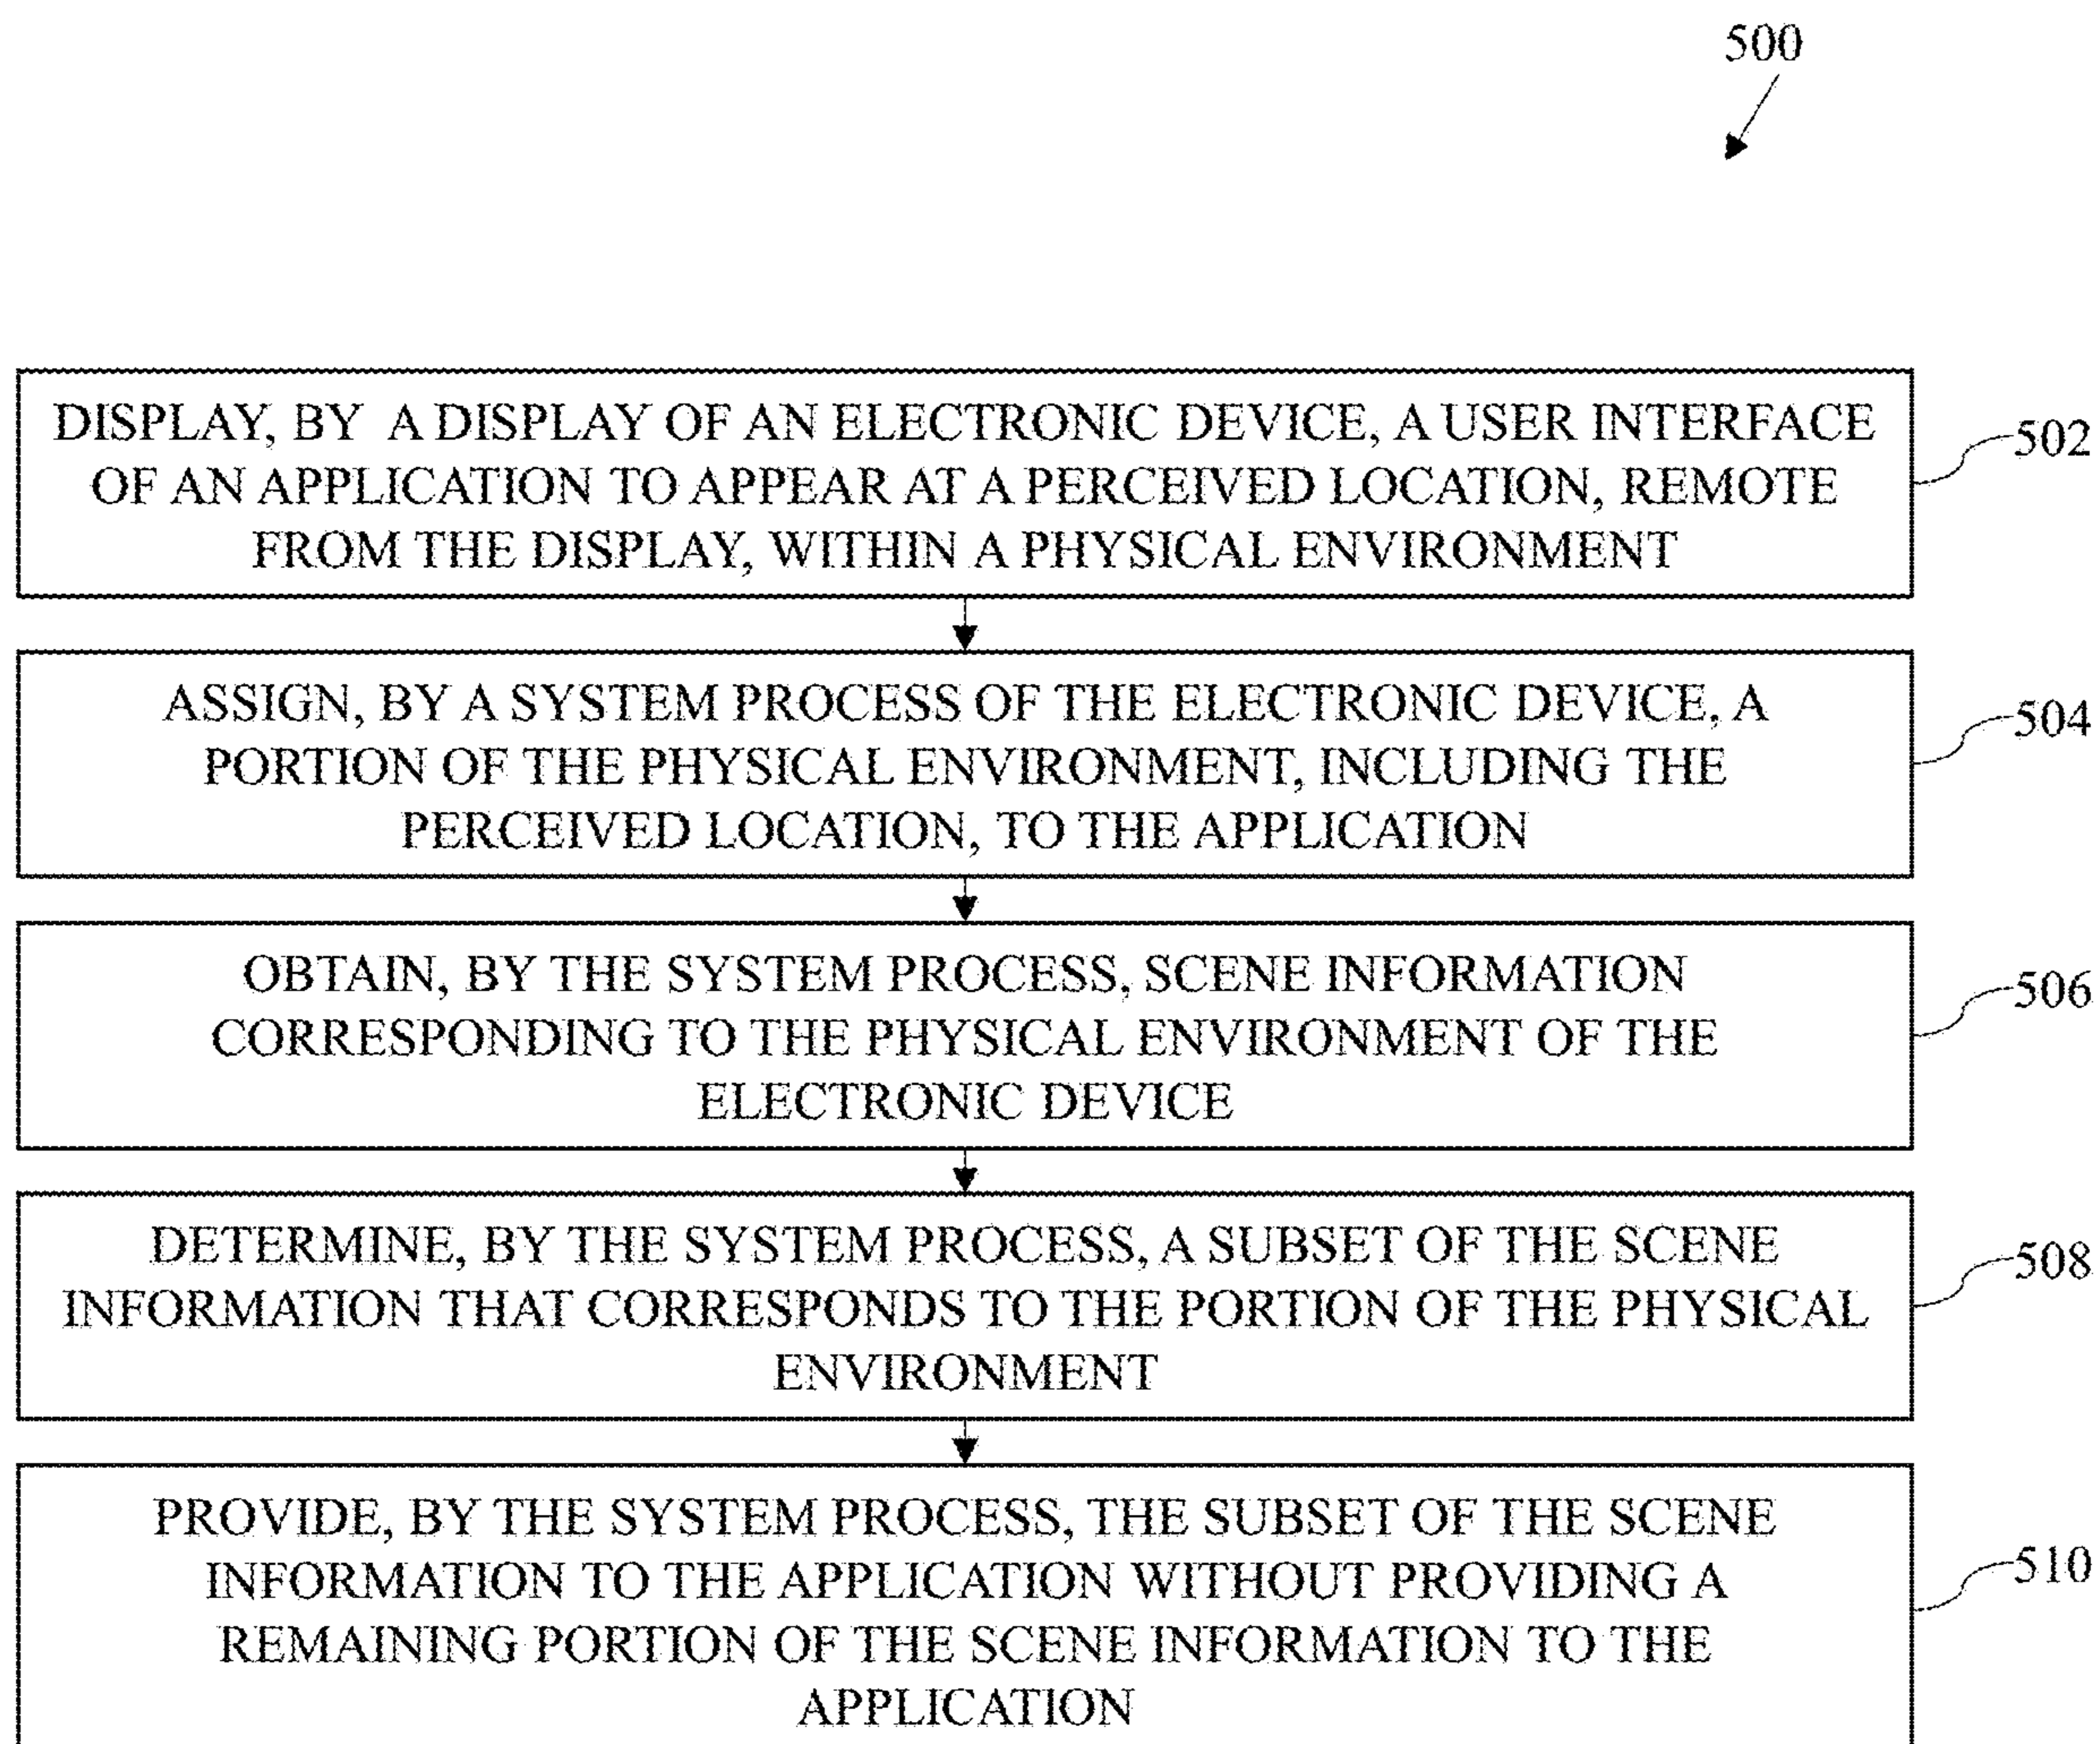 500
DISPLAY, BY A DISPLAY OF AN ELECTRONIC DEVICE, A USER INTERFACE
OF AN APPLICATION TO APPEAR AT A PERCEIVED LOCATION, REMOTE
FROM THE DISPLAY, WITHIN A PHYSICAL ENVIRONMENT
502
ASSIGN, BY A SYSTEM PROCESS OF THE ELECTRONIC DEVICE, A
PORTION OF THE PHYSICAL ENVIRONMENT, INCLUDING THE
PERCEIVED LOCATION, TO THE APPLICATION
504
OBTAIN, BY THE SYSTEM PROCESS, SCENE INFORMATION
CORRESPONDING TO THE PHYSICAL ENVIRONMENT OF THE
ELECTRONIC DEVICE
506
DETERMINE, BY THE SYSTEM PROCESS, A SUBSET OF THE SCENE
INFORMATION THAT CORRESPONDS TO THE PORTION OF THE PHYSICAL
ENVIRONMENT
508
PROVIDE, BY THE SYSTEM PROCESS, THE SUBSET OF THE SCENE
INFORMATION TO THE APPLICATION WITHOUT PROVIDING A
REMAINING PORTION OF THE SCENE INFORMATION TO THE
APPLICATION
510